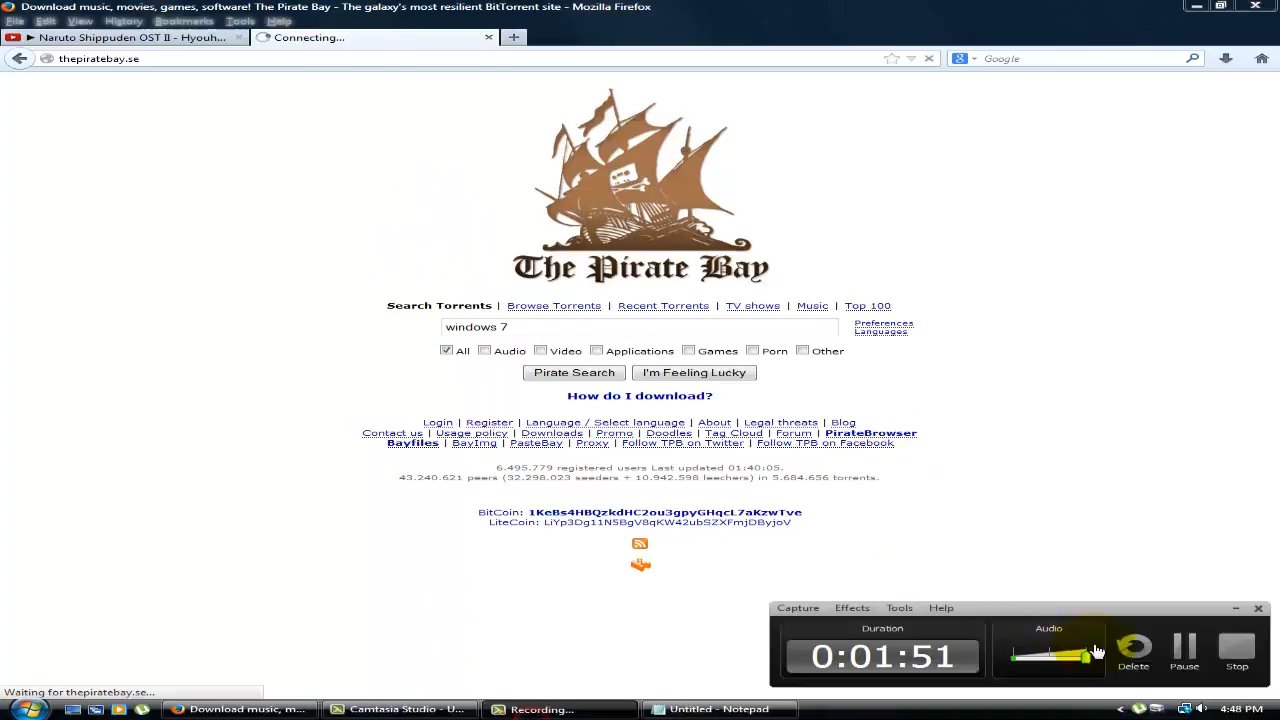 Download music, movies, games, software! The Pirate Bay - The galaxy's most resilient BitTorrent site - Mozilla Firefox
File Edit View History Bookmarks Tools Help
Naruto Shippuden OST II - Hyouh... Connecting...
thepiratebay.se Google
The Pirate Bay
Search Torrents | Browse Torrents | Recent Torrents | TV shows | Music | Top 100
windows 7 Preferences
Languages
All Audio Video Applications Games Porn Other
Pirate Search I'm Feeling Lucky
How do I download?
Login | Register | Language / Select language | About | Legal threats | Blog
Contact us | Usage policy | Downloads | Promo | Doodles | Tag Cloud | Forum | PirateBrowser
Bayfiles | BayImg | PasteBay | Proxy | Follow TPB on Twitter | Follow TPB on Facebook
6.495.779 registered users Last updated 01:40:05.
43.240.621 peers (32.298.023 seeders + 10.942.598 leechers) in 5.684.656 torrents.
BitCoin: 1KeBs4HBQzkdHC2ou3gpyGHqcL7aKzwTve
LiteCoin: LiYp3Dg11N5BgV8qKW42ubSZXFmjDByjoV
Capture Effects Tools Help
Duration Audio
0:01:51
Delete Pause Stop
Waiting for thepiratebay.se...
Download music, m... Camtasia Studio - U... Recording... Untitled - Notepad 4:48 PM